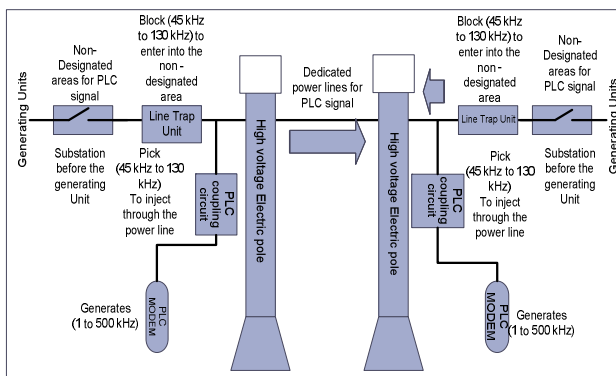 Generating Units
Non-
Designated
areas for PLC
signal
Substation
before the
generating
Unit
Block (45 kHz
to 130 kHz) to
enter into the
non -
designated
area
Line Trap
Unit
Pick
(45 kHz to 130
kHz)
To inject
through the
power line
PLC
coupling
circuit
PLC
MODEM
Generates
(1 to 500 kHz)
High voltage Electric pole
Dedicated
power lines for
PLC signal
High voltage Electric pole
Block (45 kHz
to 130 kHz) to
enter into the
non -
designated
area
Line Trap Unit
Pick
(45 kHz to 130
kHz)
To inject
through the
power line
PLC
coupling
circuit
PLC
MODEM
Generates
(1 to 500 kHz)
Non-
Designated
areas for
PLC signal
Substation
before the
generating
Unit
Generating Units